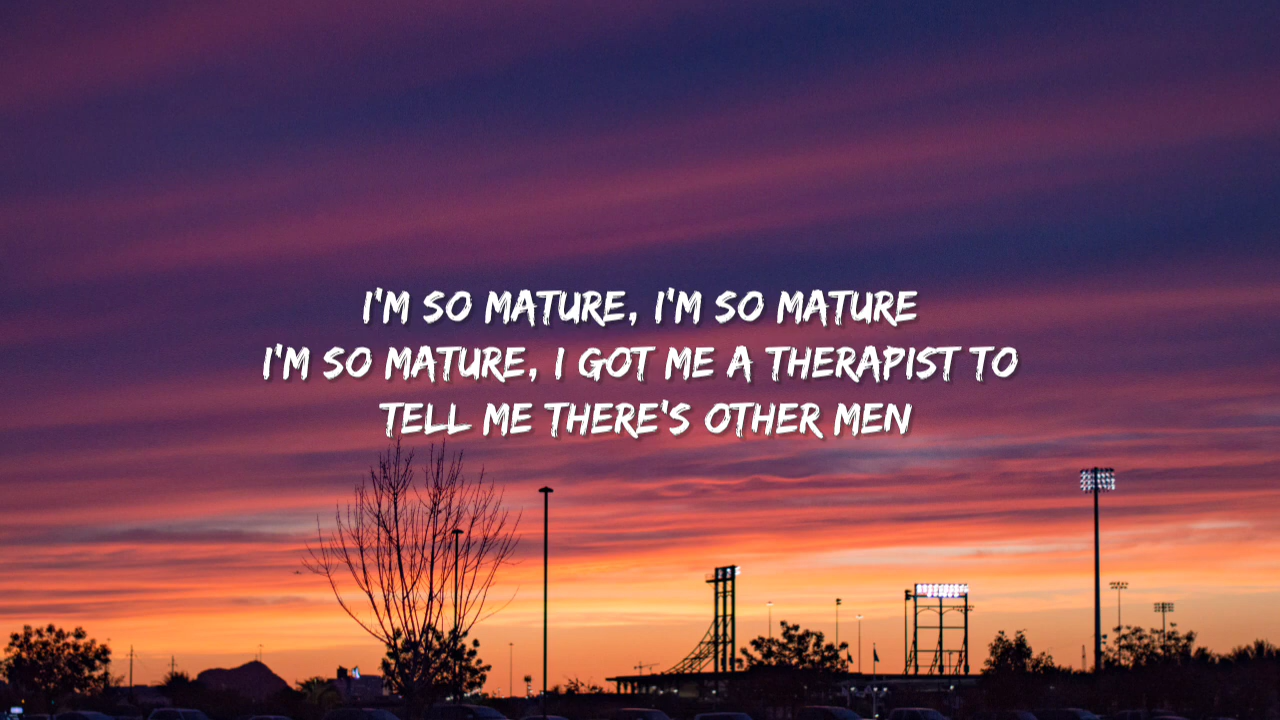 I'M SO MATURE, I'M SO MATURE
I'M SO MATURE, I GOT ME A THERAPIST TO
TELL ME THERE'S OTHER MEN